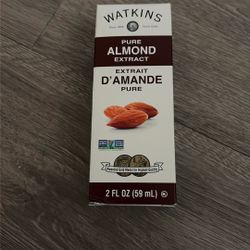 WATKINS
PURE
ALMOND
EXTRACT
EXTRAIT
D'AMANDE
PURE
2 FL OZ (59 mL)